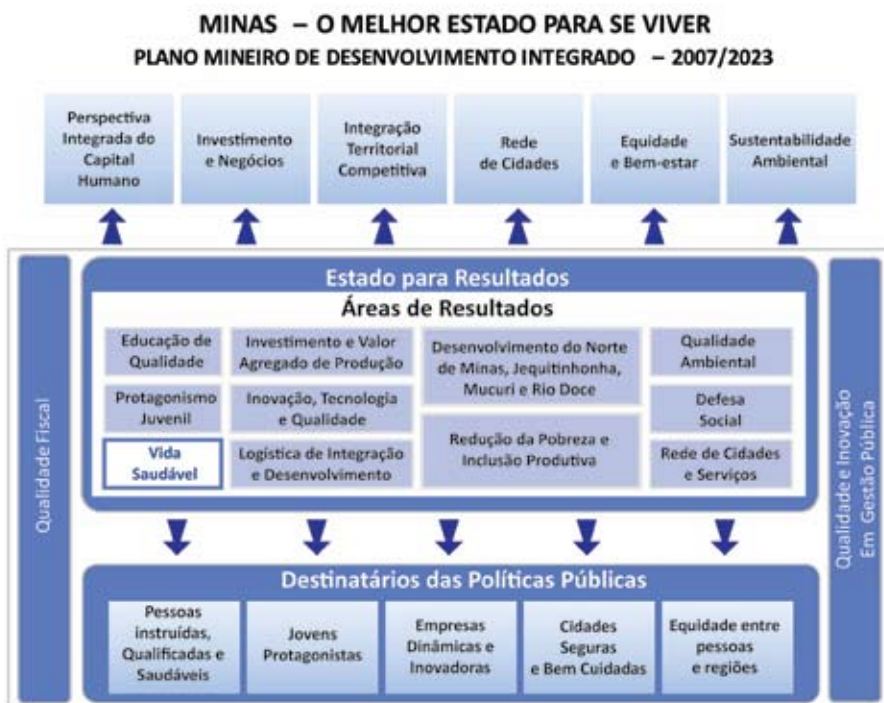 MINAS – O MELHOR ESTADO PARA SE VIVER
PLANO MINEIRO DE DESENVOLVIMENTO INTEGRADO – 2007/2023
Perspectiva
Integrada do
Capital
Humano
Investimento
e Negócios
Integração
Territorial
Competitiva
Rede
de Cidades
Equidade
e Bem-estar
Sustentabilidade
Ambiental
Qualidade Fiscal
Estado para Resultados
Áreas de Resultados
Educação de
Qualidade
Protagonismo
Juvenil
Vida
Saudável
Investimento e Valor
Agregado de Produção
Inovação, Tecnologia
e Qualidade
Logística de Integração
e Desenvolvimento
Desenvolvimento do Norte
de Minas, Jequitinhonha,
Mucuri e Rio Doce
Redução da Pobreza e
Inclusão Produtiva
Qualidade
Ambiental
Defesa
Social
Rede de Cidades
e Serviços
Qualidade e Inovação
Em Gestão Pública
Destinatários das Políticas Públicas
Pessoas
instruídas,
Qualificadas e
Saudáveis
Jovens
Protagonistas
Empresas
Dinâmicas e
Inovadoras
Cidades
Seguras
e Bem Cuidadas
Equidade entre
pessoas
e regiões